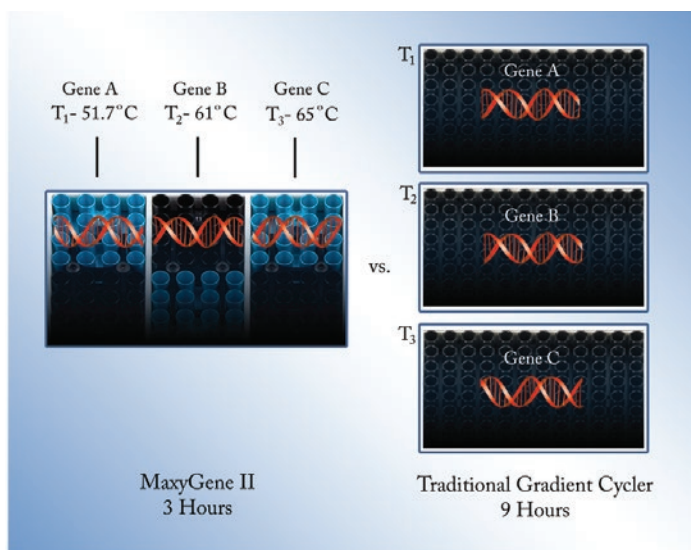 Gene A
T₁- 51.7°C
Gene B
T₂- 61°C
Gene C
T₃- 65°C
vs.
T₁
Gene A
T₂
Gene B
T₃
Gene C
MaxyGene II
3 Hours
Traditional Gradient Cycler
9 Hours